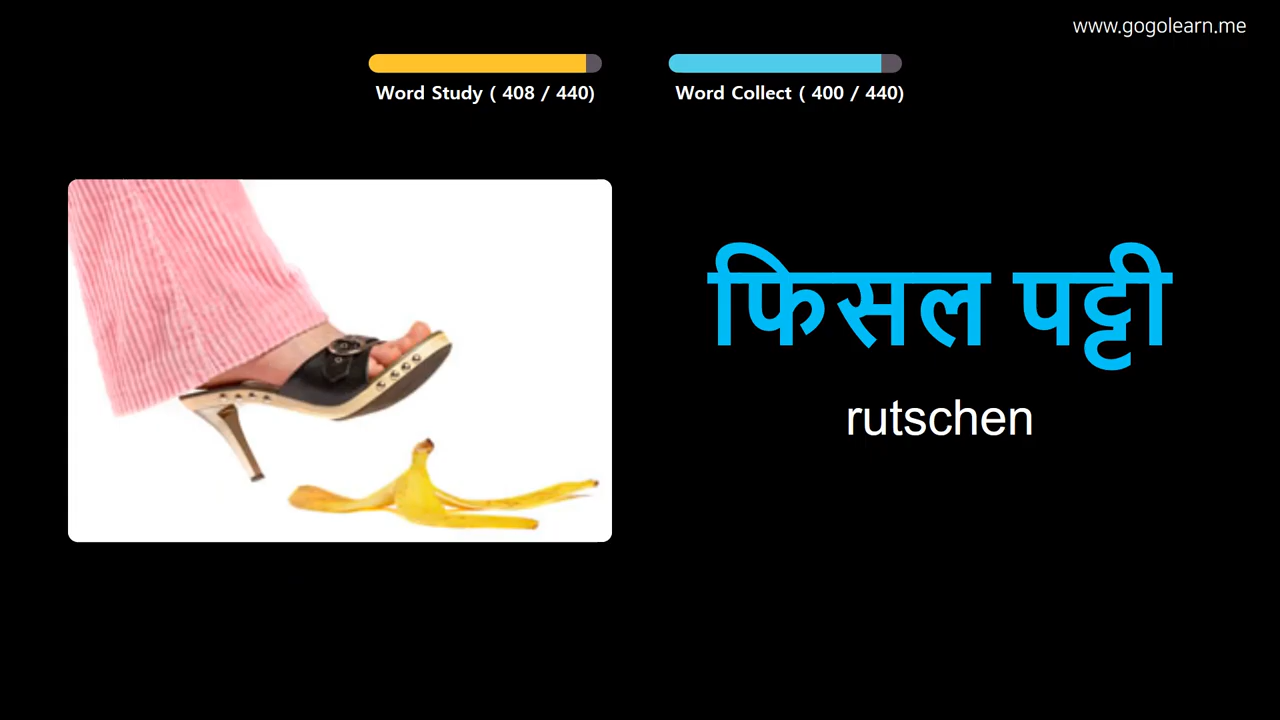 www.gogolearn.me
Word Study ( 408 / 440)
Word Collect ( 400 / 440)
फिसल पट्टी
rutschen